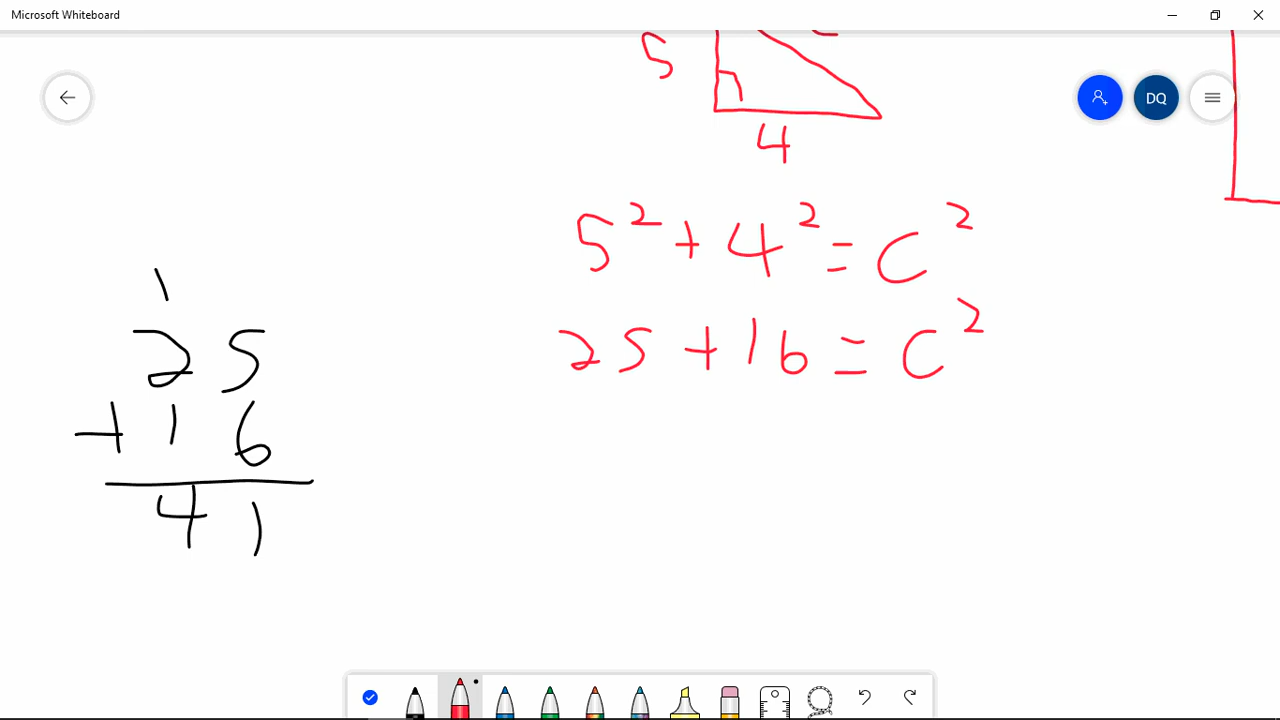 Microsoft Whiteboard
5
4
DQ
5² + 4² = c²
25 + 16 = c²
1
25
+16
41